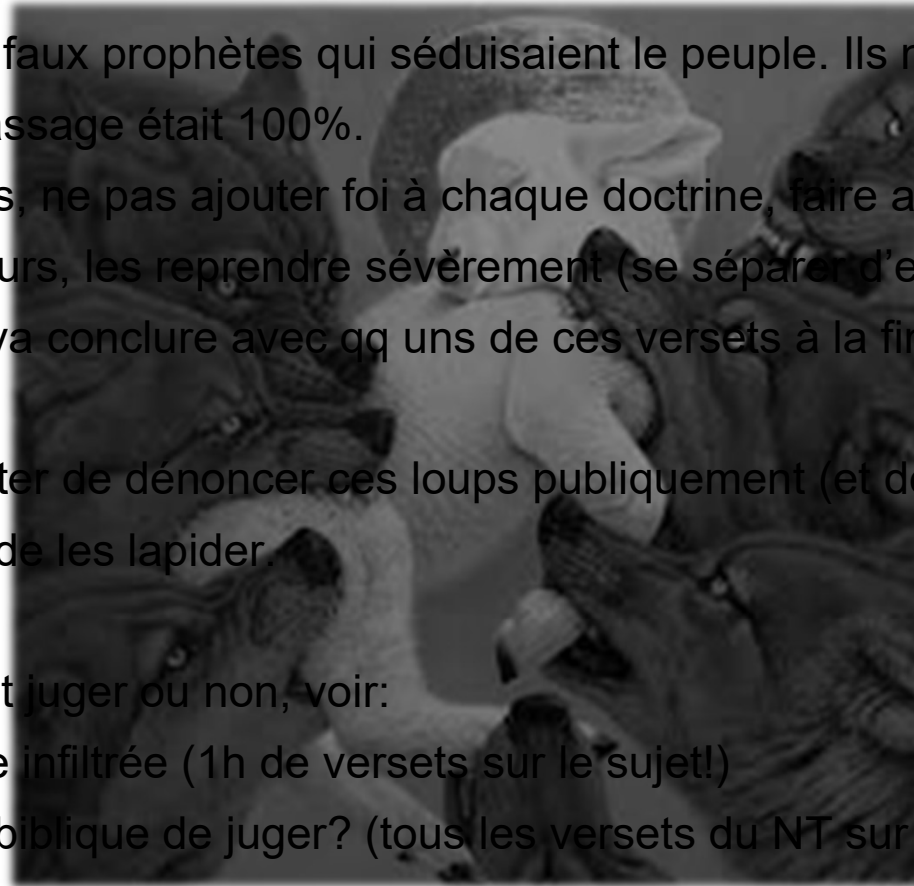 faux prophètes qui séduisaient le peuple. Ils
assage était 100%.
s, ne pas ajouter foi à chaque doctrine, faire a
urs, les reprendre sévèrement (se séparer d'e
va conclure avec qq uns de ces versets à la fin
ter de dénoncer ces loups publiquement (et de
de les lapider.
t juger ou non, voir:
e infiltrée (1h de versets sur le sujet!)
biblique de juger? (tous les versets du NT sur